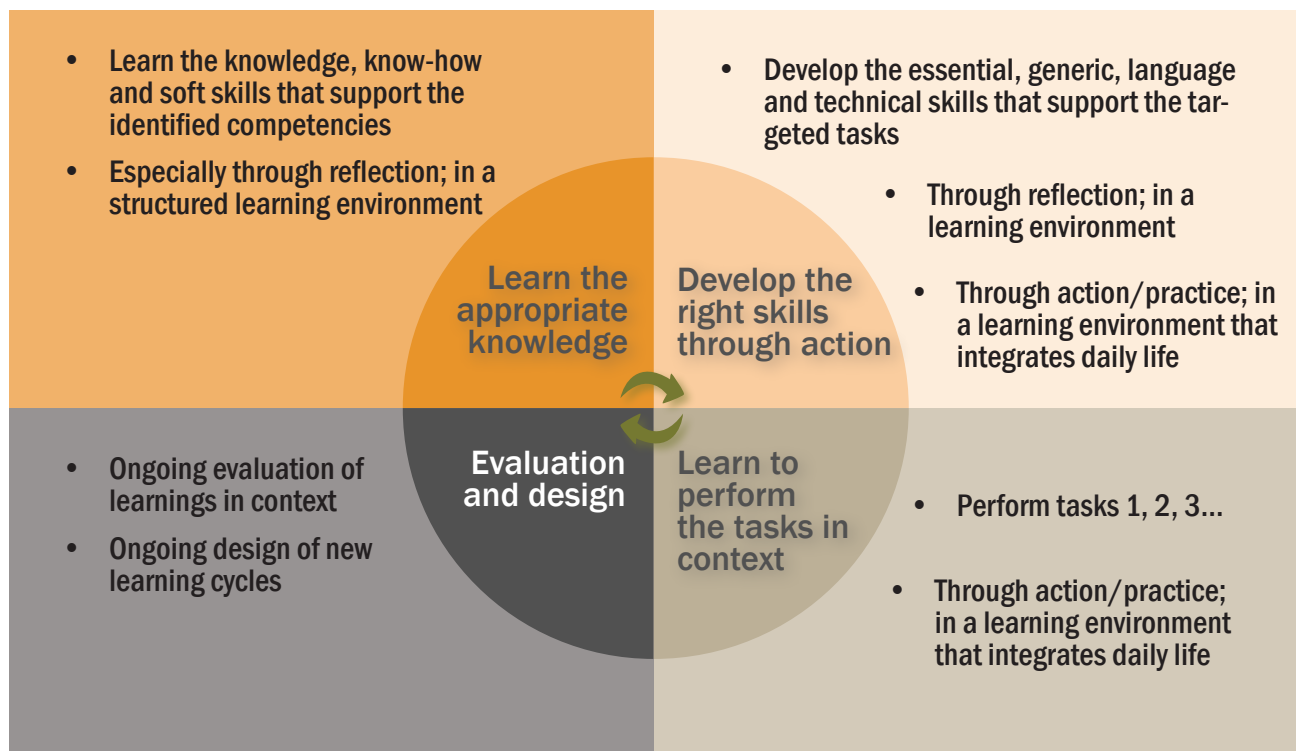 • Learn the knowledge, know-how
and soft skills that support the
identified competencies
• Especially through reflection; in a
structured learning environment
Learn the
appropriate
knowledge
• Develop the essential, generic, language
and technical skills that support the tar-
geted tasks
• Through reflection; in a
learning environment
• Through action/practice; in
a learning environment that
integrates daily life
Develop the
right skills
through action
• Ongoing evaluation of
learnings in context
• Ongoing design of new
learning cycles
Evaluation
and design
Learn to
perform
the tasks in
context
• Perform tasks 1, 2, 3...
• Through action/practice;
in a learning environment
that integrates daily life